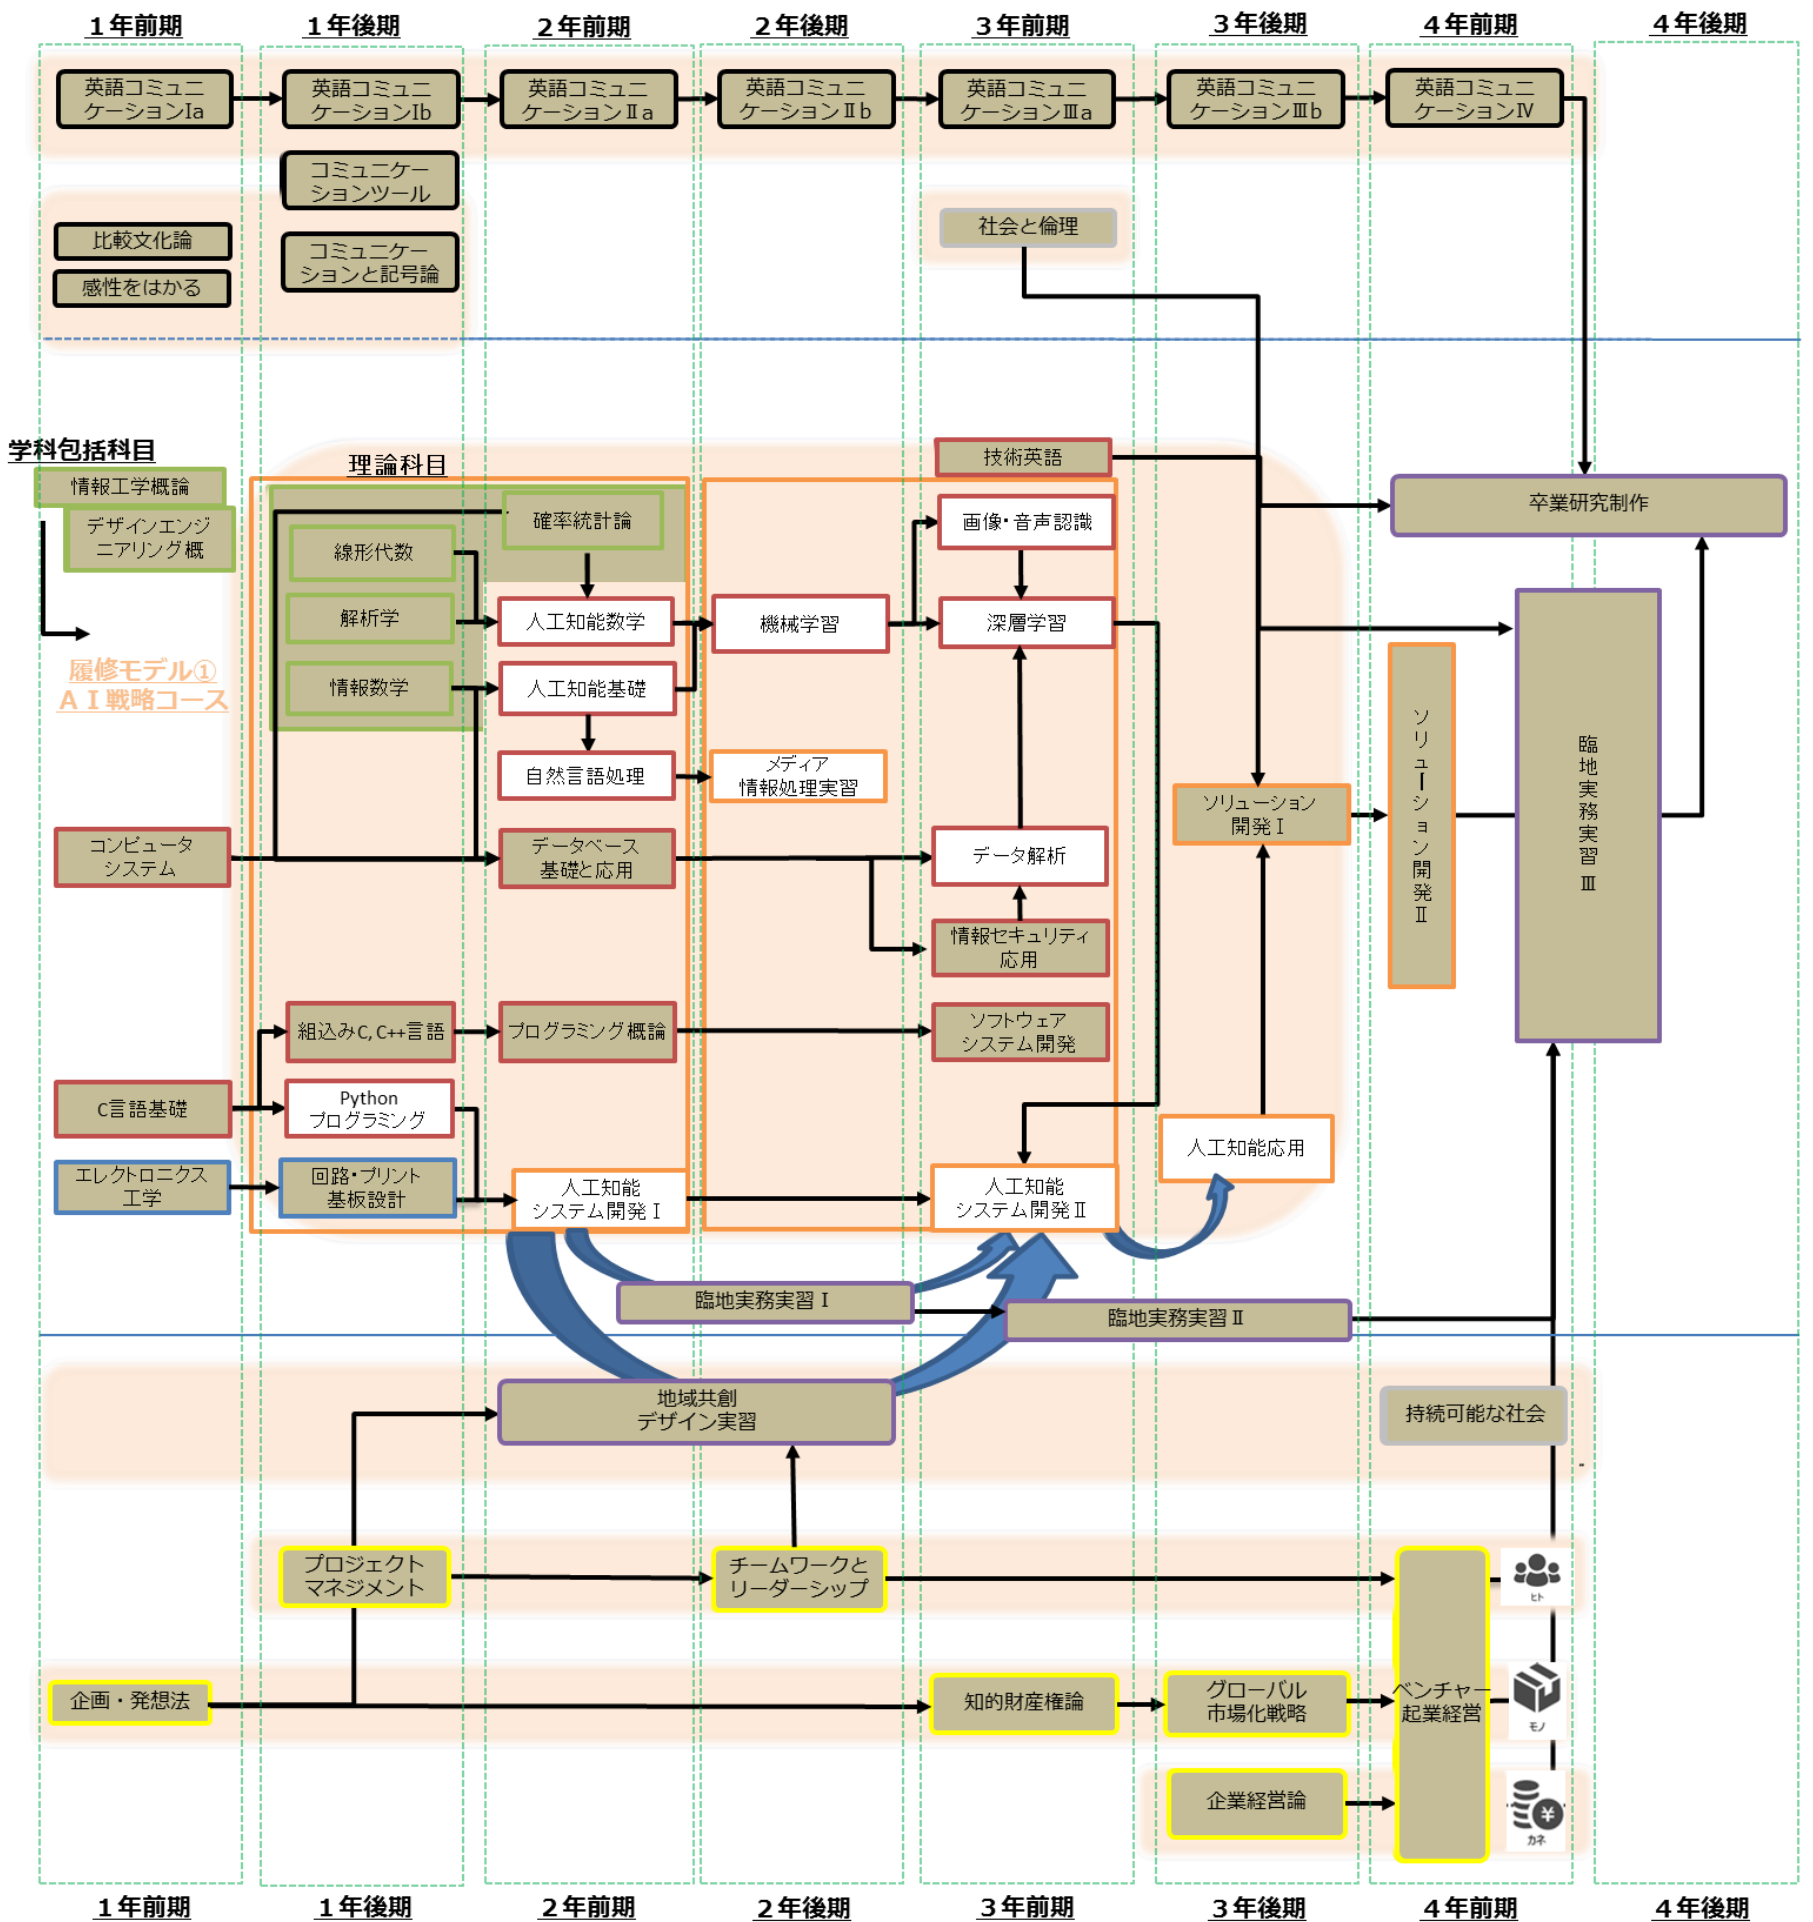 １年前期
１年後期
２年前期
２年後期
３年前期
３年後期
４年前期
４年後期
英語コミュニ
ケーションIa
英語コミュニ
ケーションIb
英語コミュニ
ケーションⅡa
英語コミュニ
ケーションⅡb
英語コミュニ
ケーションⅢa
英語コミュニ
ケーションⅢb
英語コミュニ
ケーションⅣ
コミュニケー
ションツール
比較文化論
感性をはかる
コミュニケー
ションと記号論
社会と倫理
学科包括科目
情報工学概論
デザインエンジ
ニアリング概
履修モデル①
ＡＩ戦略コース
理論科目
確率統計論
線形代数
解析学
情報数学
人工知能数学
人工知能基礎
自然言語処理
機械学習
メディア
情報処理実習
技術英語
画像・音声認識
深層学習
卒業研究制作
コンピュータ
システム
データベース
基礎と応用
データ解析
情報セキュリティ
応用
ソリューション
開発Ⅰ
ソリューション開発Ⅱ
臨地実務実習Ⅲ
組込みC,C++言語
プログラミング概論
ソフトウェア
システム開発
C言語基礎
Python
プログラミング
エレクトロニクス
工学
回路・プリント
基板設計
人工知能
システム開発Ⅰ
人工知能
システム開発Ⅱ
人工知能応用
臨地実務実習Ⅰ
臨地実務実習Ⅱ
地域共創
デザイン実習
持続可能な社会
-
プロジェクト
マネジメント
チームワークと
リーダーシップ
ヒト
企画・発想法
知的財産権論
グローバル
市場化戦略
ベンチャー
起業経営
モノ
企業経営論
¥
カネ
１年前期
１年後期
２年前期
２年後期
３年前期
３年後期
４年前期
４年後期